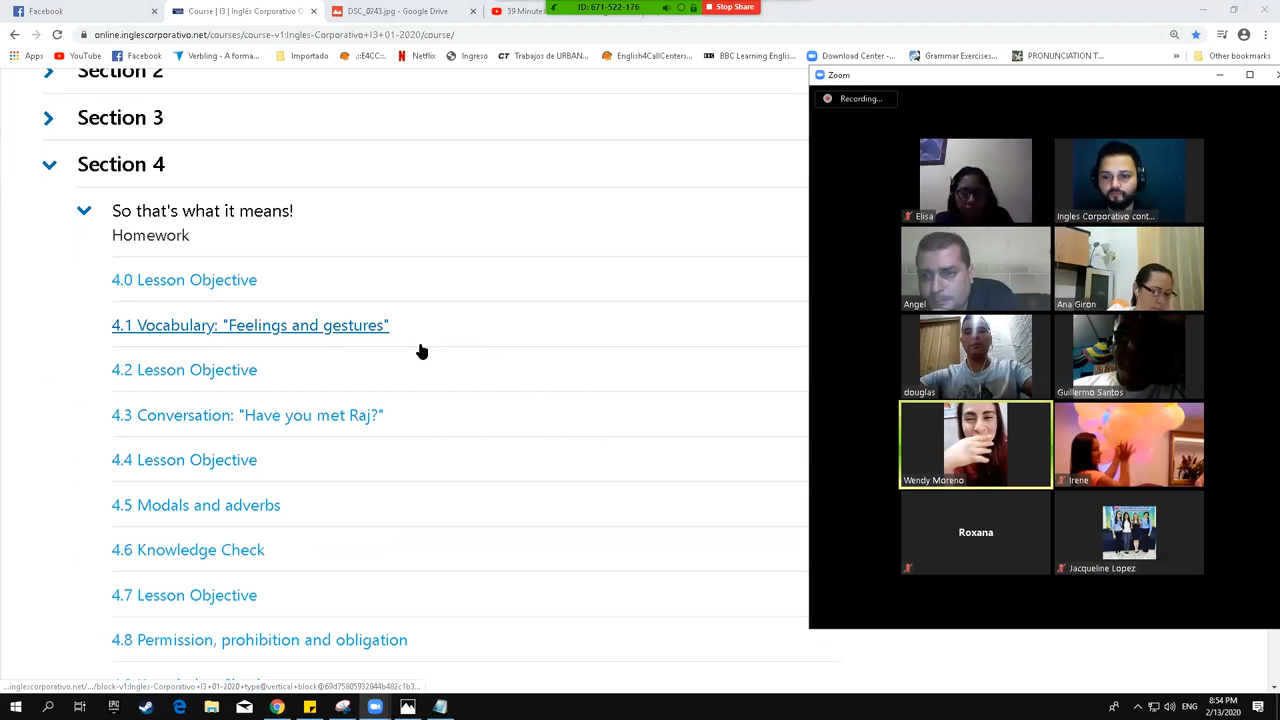 Facebook
Course | I3 | Inglés Corporativo O
DSC_0243.jpg - Google Drive
39 Minutes
ID: 671-522-176
Stop Share
online.inglescorporativo.net/courses/course-v1:Ingles-Corporativo+I3+01-2020/course/
Apps
YouTube
Facebook
Verbling - A forma...
Importado
.::E4CC::.
Netflix
Ingreso
CT Trabajos de URBAN...
English4CallCenters...
BBC Learning Englis...
Download Center -...
Grammar Exercises...
PRONUNCIATION T...
Other bookmarks
Section 2
Section 3
Section 4
So that's what it means!
Homework
4.0 Lesson Objective
4.1 Vocabulary: "Feelings and gestures"
4.2 Lesson Objective
4.3 Conversation: "Have you met Raj?"
4.4 Lesson Objective
4.5 Modals and adverbs
4.6 Knowledge Check
4.7 Lesson Objective
4.8 Permission, prohibition and obligation
Zoom
Recording...
Elisa
Ingles Corporativo cont...
Angel
Ana Giron
douglas
Guillermo Santos
Wendy Moreno
Irene
Roxana
Jacqueline Lopez
8:54 PM
2/13/2020